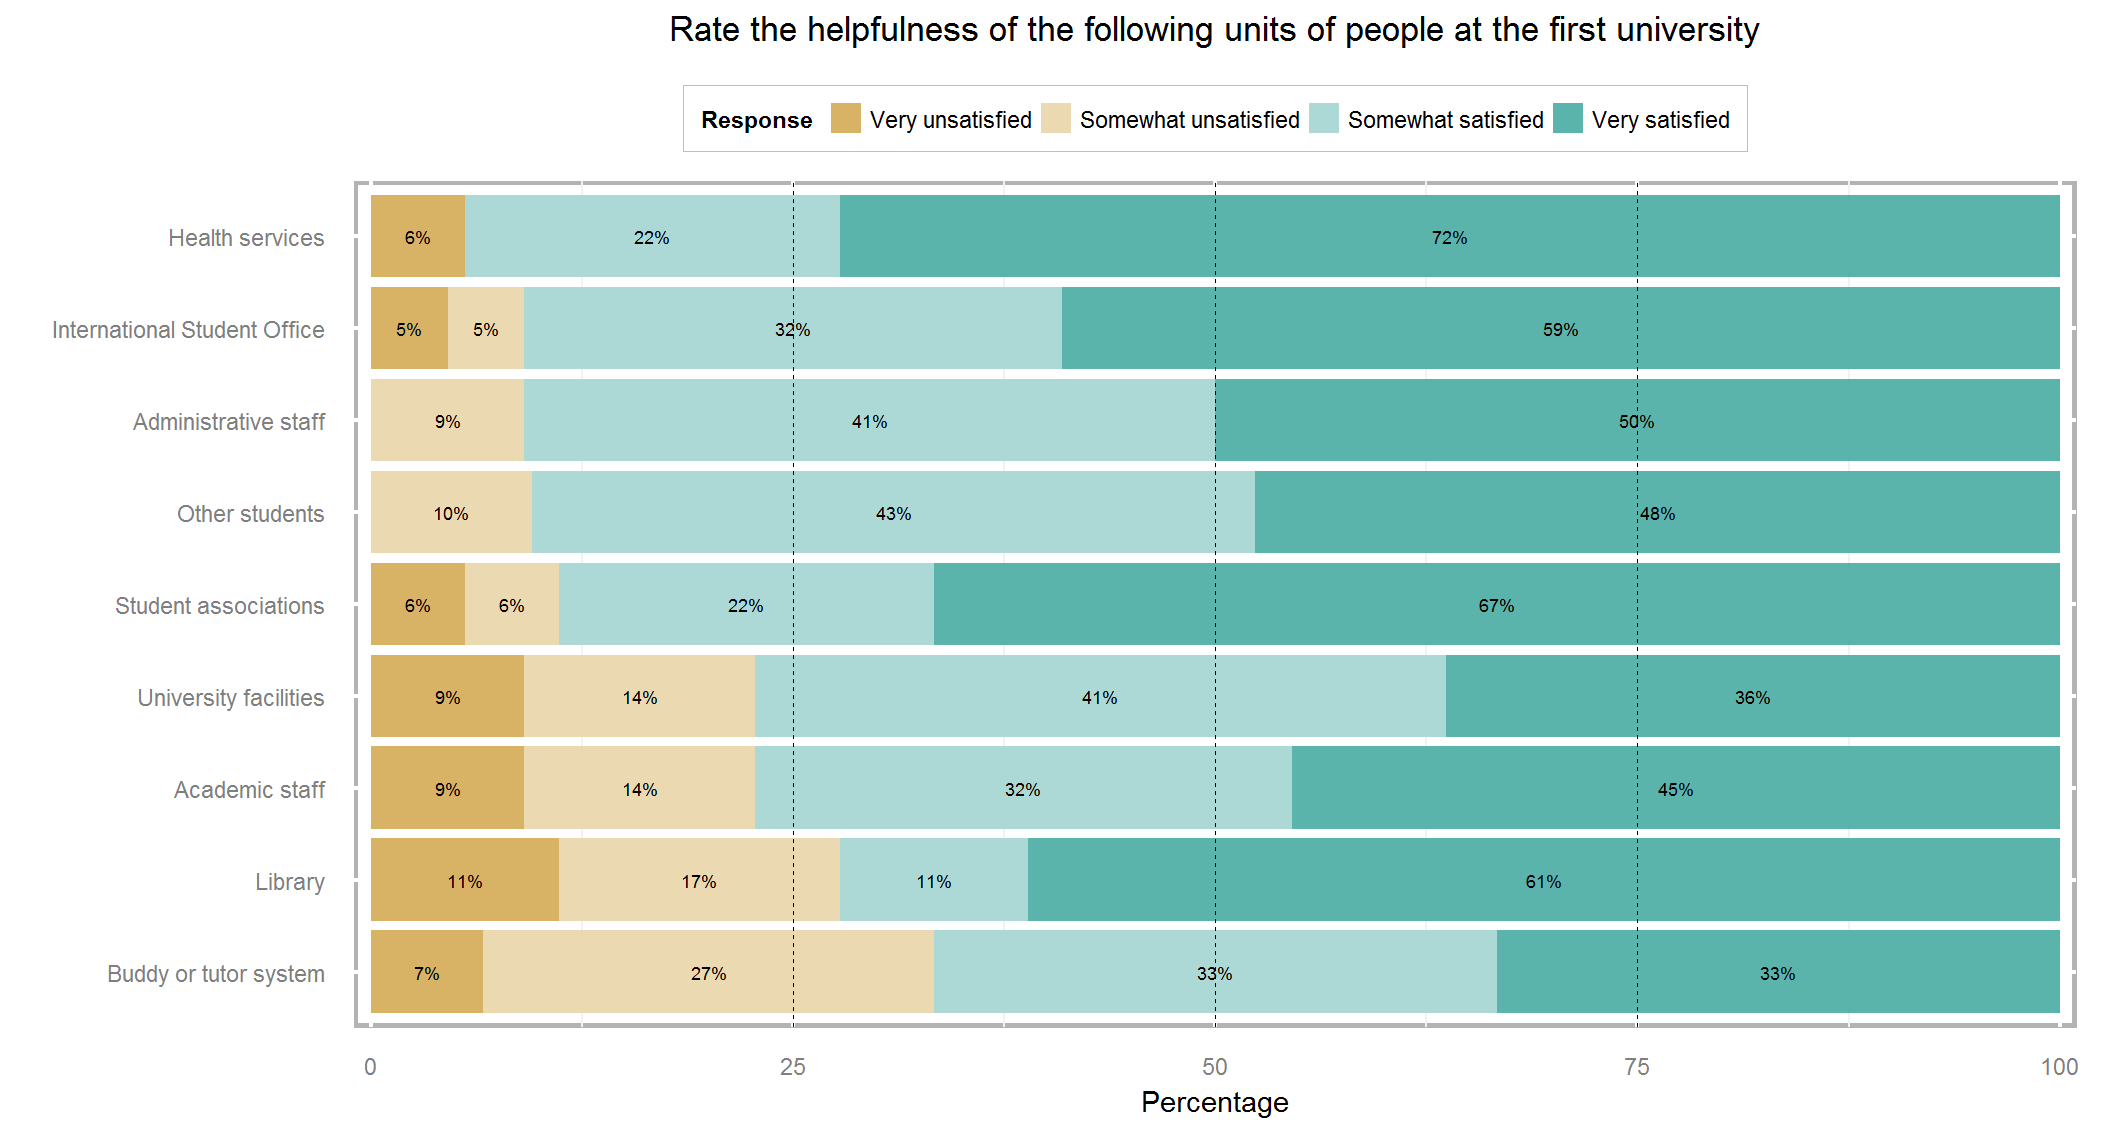 Rate the helpfulness of the following units of people at the first university
Response Very unsatisfied Somewhat unsatisfied Somewhat satisfied Very satisfied
Health services 6% 22% 72%
International Student Office 5% 5% 32% 59%
Administrative staff 9% 41% 50%
Other students 10% 43% 48%
Student associations 6% 6% 22% 67%
University facilities 9% 14% 41% 36%
Academic staff 9% 14% 32% 45%
Library 11% 17% 11% 61%
Buddy or tutor system 7% 27% 33% 33%
0 25 50 75 100
Percentage